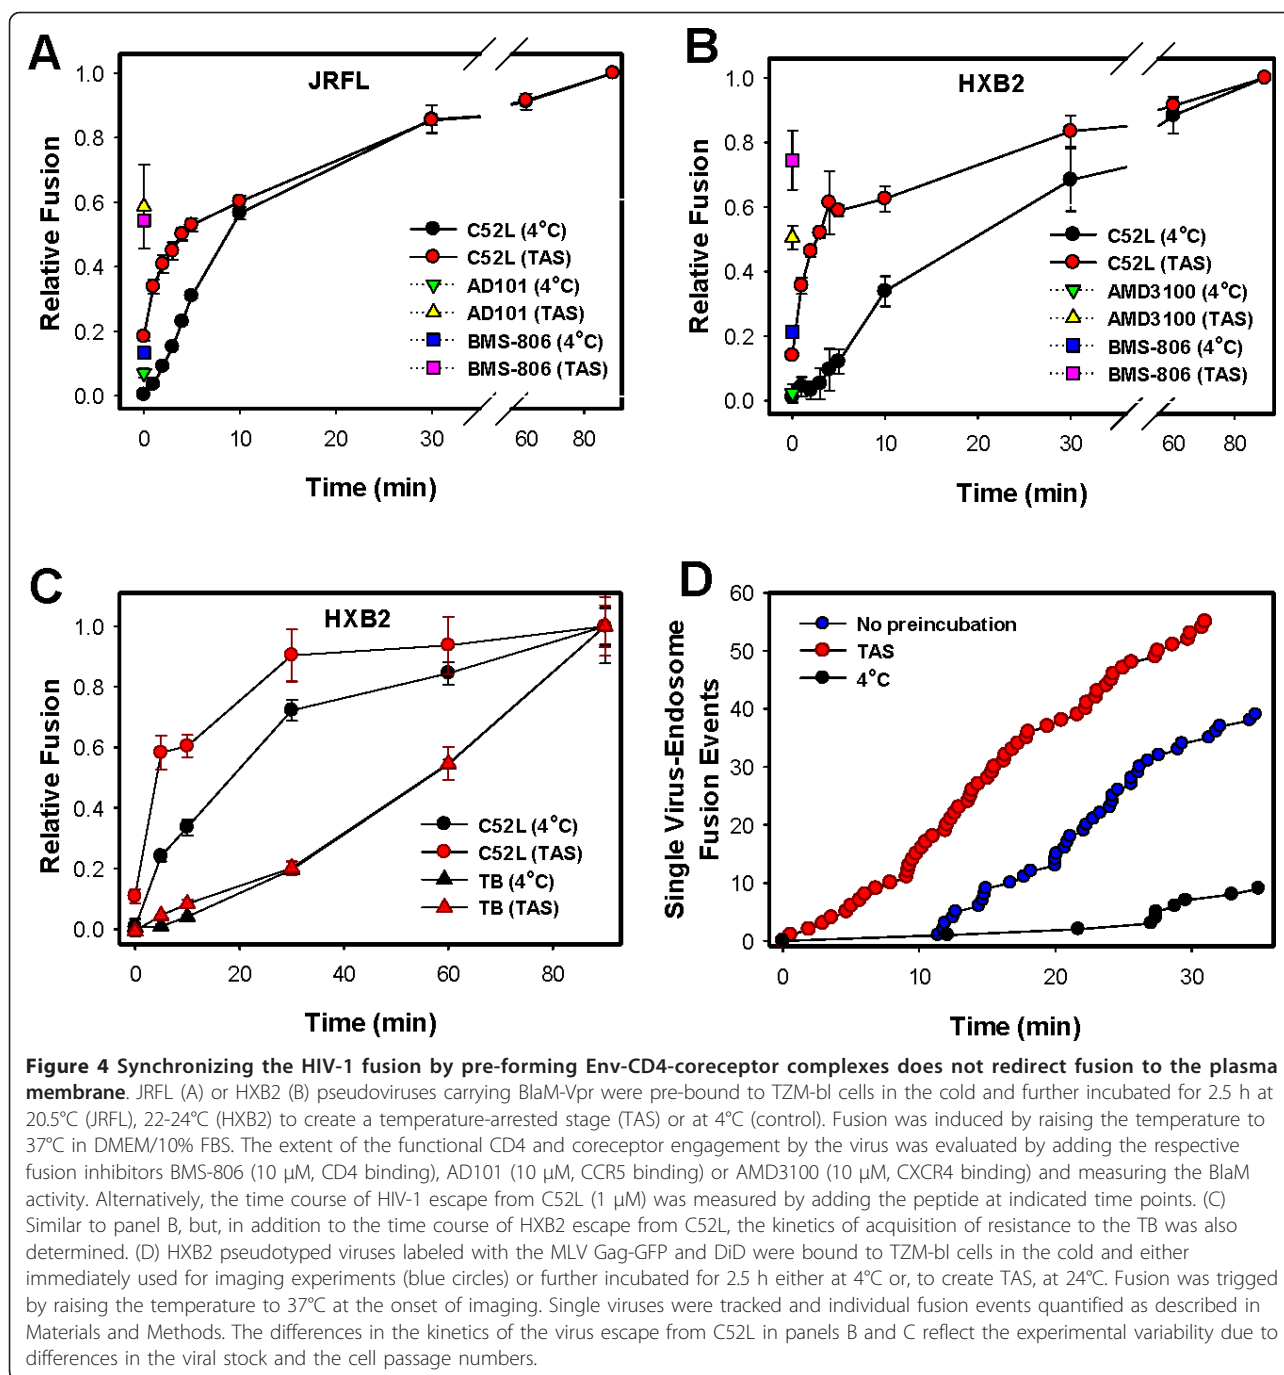 A
JRFL
Relative Fusion
1.0
0.8
0.6
0.4
0.2
0.0
C52L (4°C)
C52L (TAS)
AD101 (4°C)
AD101 (TAS)
BMS-806 (4°C)
BMS-806 (TAS)
0 10 30 60 80
Time (min)
B
HXB2
Relative Fusion
1.0
0.8
0.6
0.4
0.2
0.0
C52L (4°C)
C52L (TAS)
AMD3100 (4°C)
AMD3100 (TAS)
BMS-806 (4°C)
BMS-806 (TAS)
0 10 30 60 80
Time (min)
C
HXB2
Relative Fusion
1.0
0.8
0.6
0.4
0.2
0.0
C52L (4°C)
C52L (TAS)
TB (4°C)
TB (TAS)
0 20 40 60 80
Time (min)
D
Single Virus-Endosome
Fusion Events
60
50
40
30
20
10
0
No preincubation
TAS
4°C
0 10 20 30
Time (min)
Figure 4 Synchronizing the HIV-1 fusion by pre-forming Env-CD4-coreceptor complexes does not redirect fusion to the plasma
membrane. JRFL (A) or HXB2 (B) pseudoviruses carrying BlaM-Vpr were pre-bound to TZM-bl cells in the cold and further incubated for 2.5 h at
20.5°C (JRFL), 22-24°C (HXB2) to create a temperature-arrested stage (TAS) or at 4°C (control). Fusion was induced by raising the temperature to
37°C in DMEM/10% FBS. The extent of the functional CD4 and coreceptor engagement by the virus was evaluated by adding the respective
fusion inhibitors BMS-806 (10 μM, CD4 binding), AD101 (10 μM, CCR5 binding) or AMD3100 (10 μM, CXCR4 binding) and measuring the BlaM
activity. Alternatively, the time course of HIV-1 escape from C52L (1 μM) was measured by adding the peptide at indicated time points. (C)
Similar to panel B, but, in addition to the time course of HXB2 escape from C52L, the kinetics of acquisition of resistance to the TB was also
determined. (D) HXB2 pseudotyped viruses labeled with the MLV Gag-GFP and DiD were bound to TZM-bl cells in the cold and either
immediately used for imaging experiments (blue circles) or further incubated for 2.5 h either at 4°C or, to create TAS, at 24°C. Fusion was trigged
by raising the temperature to 37°C at the onset of imaging. Single viruses were tracked and individual fusion events quantified as described in
Materials and Methods. The differences in the kinetics of the virus escape from C52L in panels B and C reflect the experimental variability due to
differences in the viral stock and the cell passage numbers.